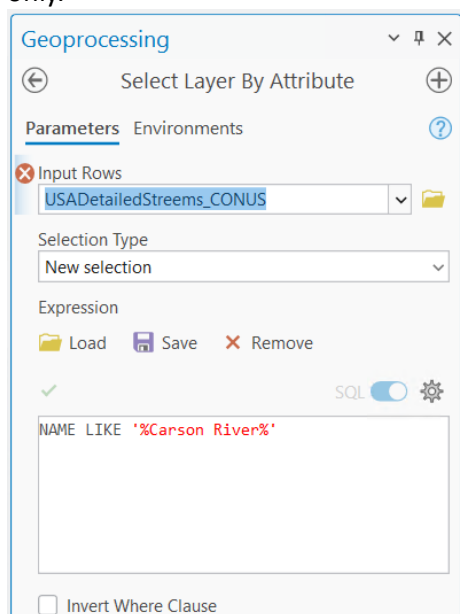 only.
Geoprocessing
Select Layer By Attribute
Parameters Environments
Input Rows
USADetailedStreems_CONUS
Selection Type
New selection
Expression
Load Save Remove
SQL
NAME LIKE '%Carson River%'
Invert Where Clause